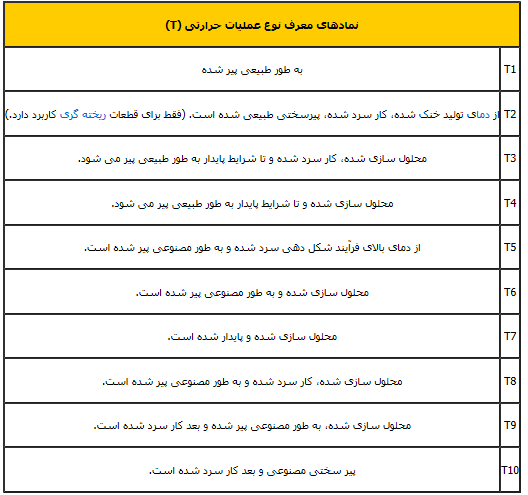 نمادهای معرف نوع عملیات حرارتی (T)
T1 به طور طبیعی پیر شده
T2 از دمای تولید خنک شده، کار سرد شده، پیرسختی طبیعی شده است. (فقط برای قطعات ریخته گری کاربرد دارد.)
T3 محلول سازی شده، کار سرد شده و تا شرایط پایدار به طور طبیعی پیر می شود.
T4 محلول سازی شده و تا شرایط پایدار به طور طبیعی پیر می شود.
T5 از دمای بالای فرآیند شکل دهی سرد شده و به طور مصنوعی پیر شده است.
T6 محلول سازی شده و به طور مصنوعی پیر شده است.
T7 محلول سازی شده و پایدار شده است.
T8 محلول سازی شده، کار سرد شده و به طور مصنوعی پیر شده است.
T9 محلول سازی شده، به طور مصنوعی پیر شده و بعد کار سرد شده است.
T10 پیر سختی مصنوعی و بعد کار سرد شده است.